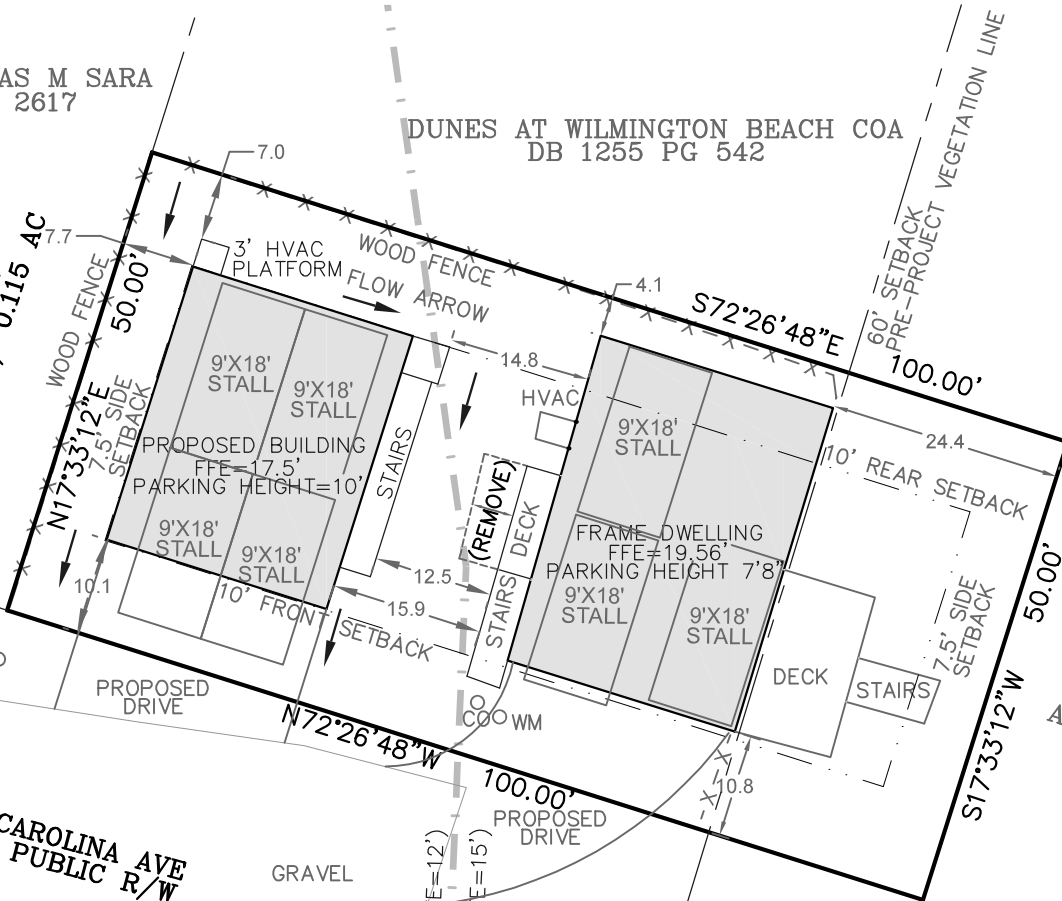 AS M SARA
2617
DUNES AT WILMINGTON BEACH COA
DB 1255 PG 542
60' SETBACK
PRE-PROJECT VEGETATION LINE
0.115 AC
7.0
7.7
3' HVAC
PLATFORM
WOOD FENCE
FLOW ARROW
WOOD FENCE
50.00'
N17°33'12"E
7.5' SIDE
SETBACK
4.1
S72°26'48"E
100.00'
14.8
HVAC
24.4
10' REAR SETBACK
9'X18'
STALL
9'X18'
STALL
PROPOSED BUILDING
FFE=17.5'
PARKING HEIGHT=10'
9'X18'
STALL
9'X18'
STALL
STAIRS
(REMOVE)
DECK
STAIRS
9'X18'
STALL
FRAME DWELLING
FFE=19.56'
PARKING HEIGHT 7'8"
9'X18'
STALL
9'X18'
STALL
12.5
15.9
10.1
10' FRONT SETBACK
DECK
STAIRS
7.5' SIDE
SETBACK
50.00'
S17°33'12"W
A
PROPOSED
DRIVE
N72°26'48"W
100.00'
CO
WM
10.8
PROPOSED
DRIVE
CAROLINA AVE
PUBLIC R/W
GRAVEL
E=12')
E=15')